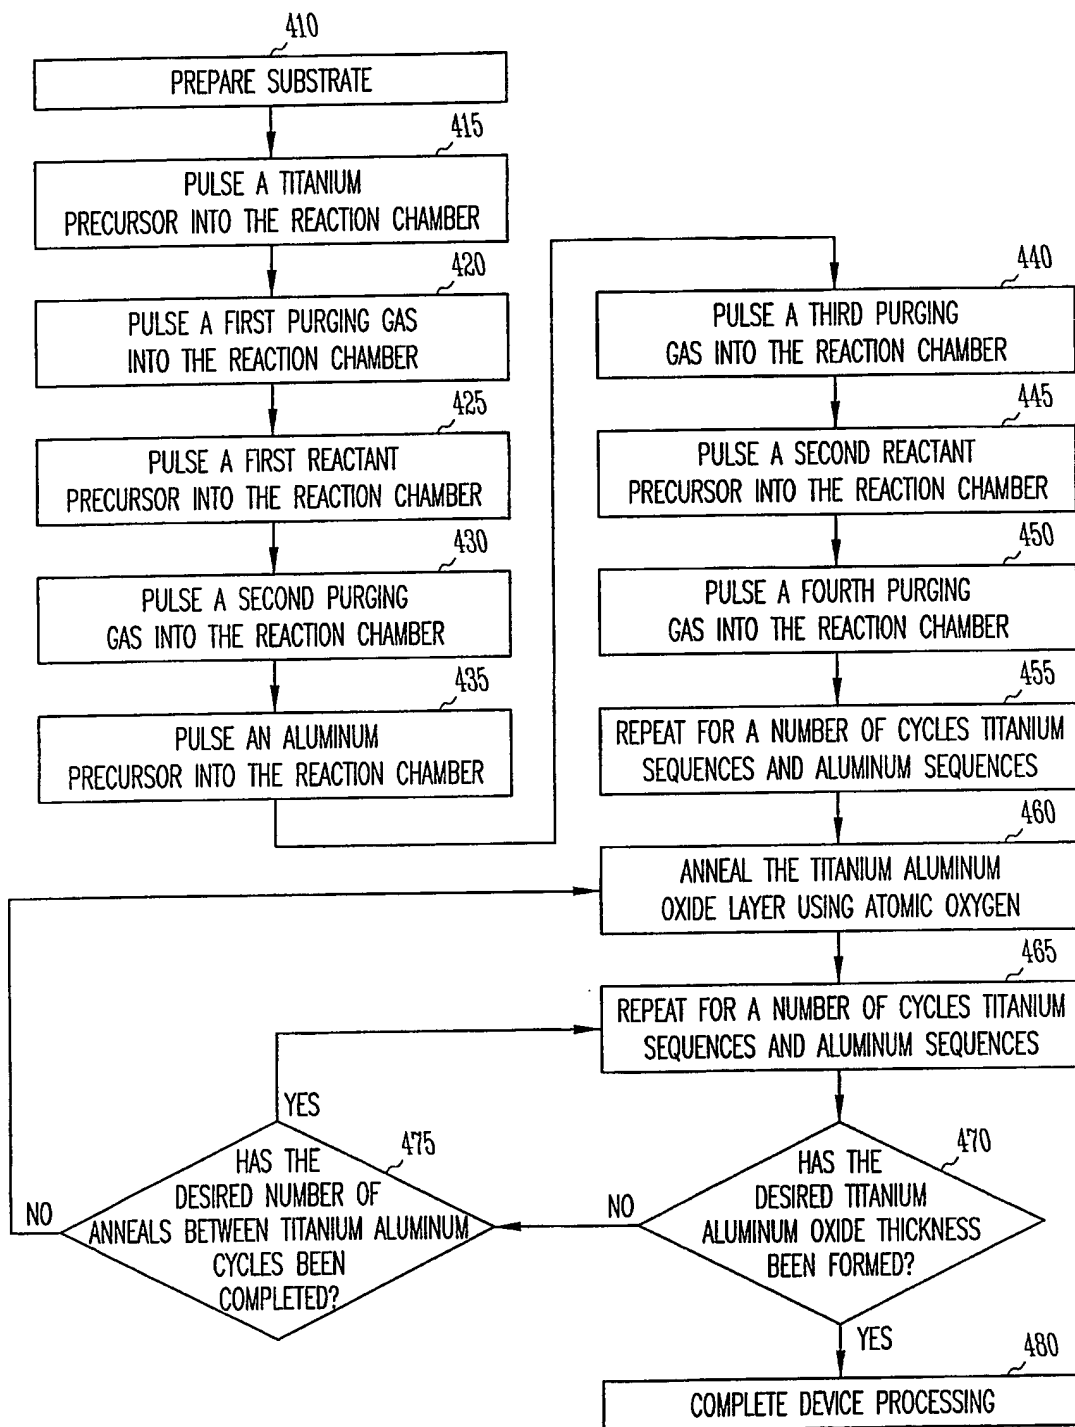 410
PREPARE SUBSTRATE
415
PULSE A TITANIUM
PRECURSOR INTO THE REACTION CHAMBER
420
PULSE A FIRST PURGING GAS
INTO THE REACTION CHAMBER
425
PULSE A FIRST REACTANT
PRECURSOR INTO THE REACTION CHAMBER
430
PULSE A SECOND PURGING
GAS INTO THE REACTION CHAMBER
435
PULSE AN ALUMINUM
PRECURSOR INTO THE REACTION CHAMBER
440
PULSE A THIRD PURGING
GAS INTO THE REACTION CHAMBER
445
PULSE A SECOND REACTANT
PRECURSOR INTO THE REACTION CHAMBER
450
PULSE A FOURTH PURGING
GAS INTO THE REACTION CHAMBER
455
REPEAT FOR A NUMBER OF CYCLES TITANIUM
SEQUENCES AND ALUMINUM SEQUENCES
460
ANNEAL THE TITANIUM ALUMINUM
OXIDE LAYER USING ATOMIC OXYGEN
465
REPEAT FOR A NUMBER OF CYCLES TITANIUM
SEQUENCES AND ALUMINUM SEQUENCES
470
HAS THE
DESIRED TITANIUM
ALUMINUM OXIDE THICKNESS
BEEN FORMED?
NO
YES
475
HAS THE
DESIRED NUMBER OF
ANNEALS BETWEEN TITANIUM ALUMINUM
CYCLES BEEN
COMPLETED?
YES
NO
480
COMPLETE DEVICE PROCESSING